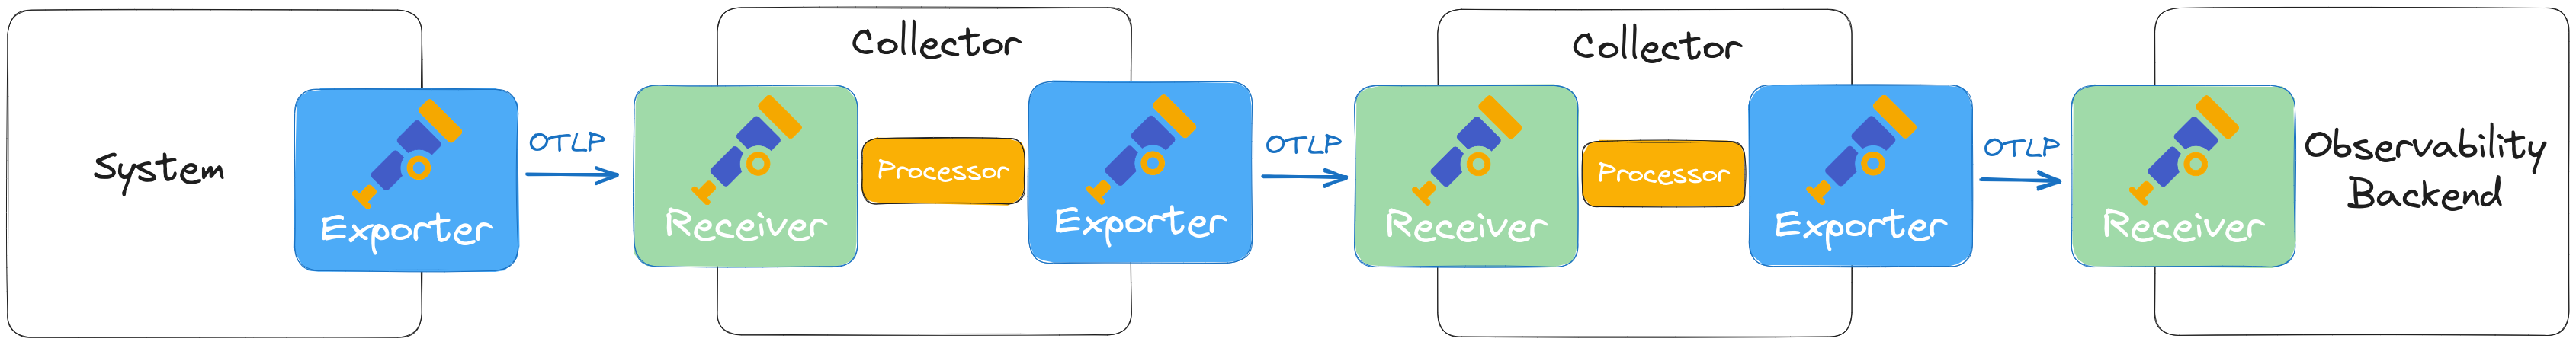 System
Exporter
OTLP
Collector
Receiver
Processor
Exporter
OTLP
Collector
Receiver
Processor
Exporter
OTLP
Receiver
Observability
Backend